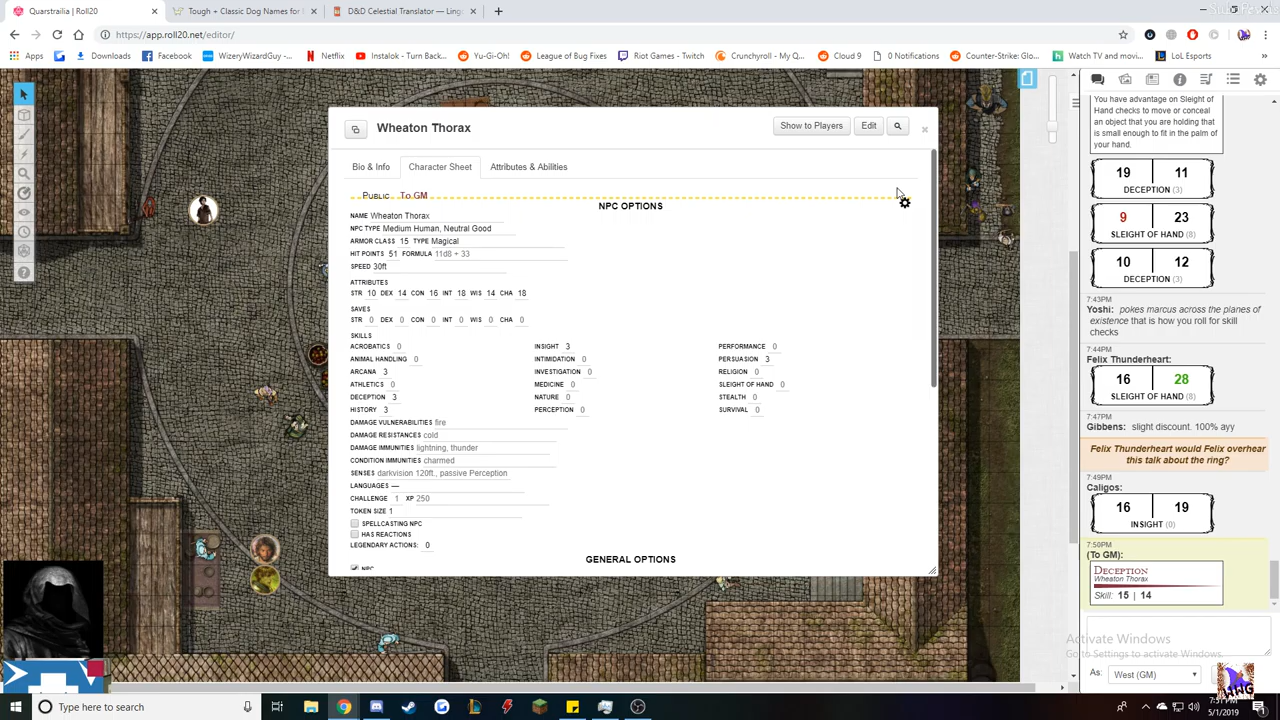 Quarstrailia | Roll20
Tough + Classic Dog Names for
D&D Celestial Translator — Ling
https://app.roll20.net/editor/
Apps
Downloads
Facebook
WizeryWizardGuy -
Netflix
Instalok - Turn Back...
Yu-Gi-Oh!
League of Bug Fixes
Riot Games - Twitch
Crunchyroll - My Q...
Cloud 9
0 Notifications
Counter-Strike: Glo...
Watch TV and movi...
LoL Esports
Wheaton Thorax
Show to Players
Edit
Bio & Info
Character Sheet
Attributes & Abilities
Public To GM
NPC OPTIONS
NAME Wheaton Thorax
NPC TYPE Medium Human, Neutral Good
ARMOR CLASS 15 TYPE Magical
HIT POINTS 51 FORMULA 11d8 + 33
SPEED 30ft
ATTRIBUTES
STR 10 DEX 14 CON 16 INT 18 WIS 14 CHA 18
SAVES
STR 0 DEX 0 CON 0 INT 0 WIS 0 CHA 0
SKILLS
ACROBATICS 0 INSIGHT 3 PERFORMANCE 0
ANIMAL HANDLING 0 INTIMIDATION 0 PERSUASION 3
ARCANA 3 INVESTIGATION 0 RELIGION 0
ATHLETICS 0 MEDICINE 0 SLEIGHT OF HAND 0
DECEPTION 3 NATURE 0 STEALTH 0
HISTORY 3 PERCEPTION 0 SURVIVAL 0
DAMAGE VULNERABILITIES fire
DAMAGE RESISTANCES cold
DAMAGE IMMUNITIES lightning, thunder
CONDITION IMMUNITIES charmed
SENSES darkvision 120ft., passive Perception
LANGUAGES —
CHALLENGE 1 XP 250
TOKEN SIZE 1
SPELLCASTING NPC
HAS REACTIONS
LEGENDARY ACTIONS: 0
GENERAL OPTIONS
NPC
You have advantage on Sleight of
Hand checks to move or conceal
an object that you are holding
that is small enough to fit in the palm of
your hand.
19 11
DECEPTION (3)
9 23
SLEIGHT OF HAND (8)
10 12
DECEPTION (3)
7:43PM
Yoshi: pokes marcus across the planes of
existence that is how you roll for skill
checks
7:44PM
Felix Thunderheart:
16 28
SLEIGHT OF HAND (8)
7:47PM
Gibbens: slight discount. 100% ayy
Felix Thunderheart would Felix overhear
this talk about the ring?
7:49PM
Caligos:
16 19
INSIGHT (0)
7:50PM
(To GM):
Deception
Wheaton Thorax
Skill: 15 | 14
Activate Windows
Go to Settings to activate Windows.
As: West (GM)
Type here to search
7:51 PM
5/1/2019